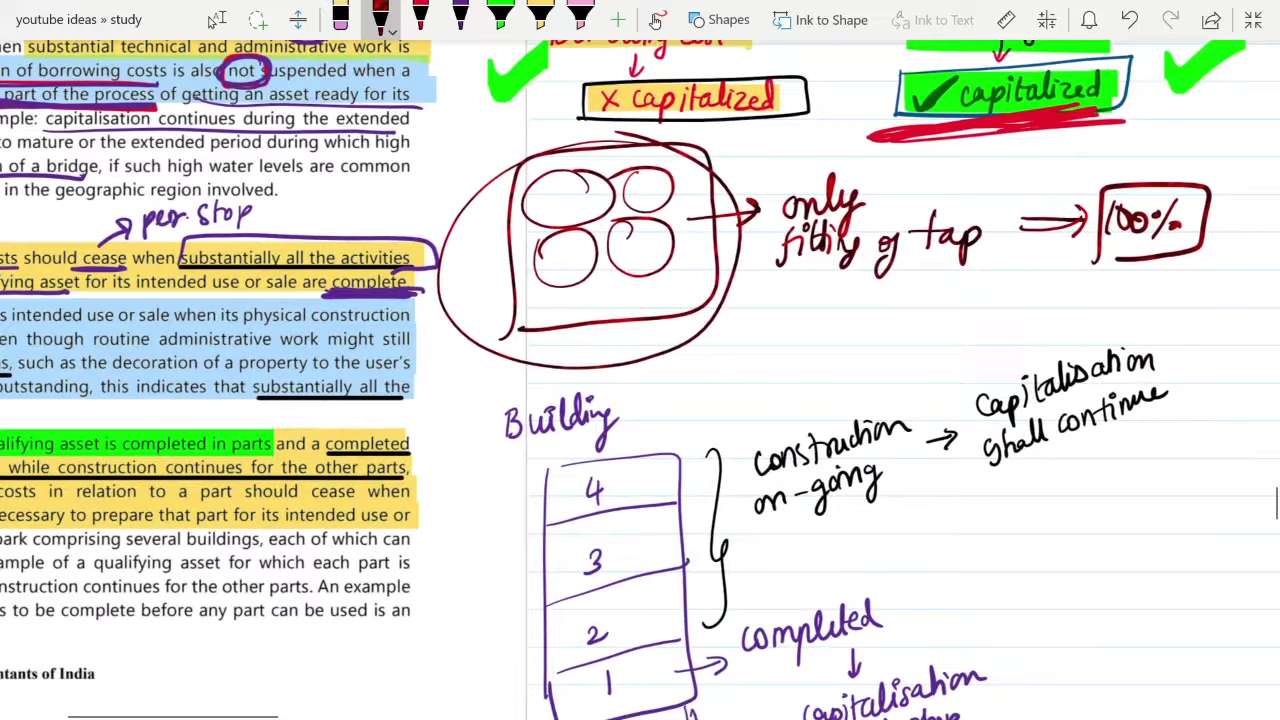 youtube ideas » study
Shapes
Ink to Shape
Ink to Text
en substantial technical and administrative work is
n of borrowing costs is also not suspended when a
part of the process of getting an asset ready for its
mple: capitalisation continues during the extended
to mature or the extended period during which high
n of a bridge, if such high water levels are common
in the geographic region involved.
per. stop
sts should cease when substantially all the activities
fying asset for its intended use or sale are complete.
s intended use or sale when its physical construction
en though routine administrative work might still
s, such as the decoration of a property to the user's
outstanding, this indicates that substantially all the
alifying asset is completed in parts and a completed
while construction continues for the other parts,
costs in relation to a part should cease when
ecessary to prepare that part for its intended use or
park comprising several buildings, each of which can
ample of a qualifying asset for which each part is
nstruction continues for the other parts. An example
s to be complete before any part can be used is an
ntants of India
x capitalized
✓ capitalized
only
fitting of tap
100%
Building
4
3
2
1
construction
on-going
capitalisation
shall continue
completed
capitalisation